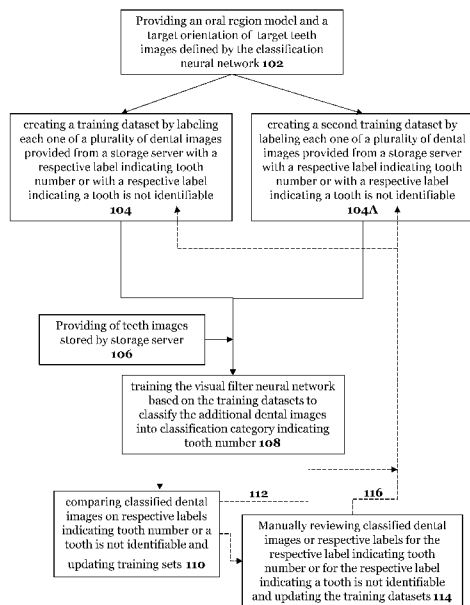 Providing an oral region model and a
target orientation of target teeth
images defined by the classification
neural network 102
creating a training dataset by labeling
each one of a plurality of dental images
provided from a storage server with a
respective label indicating tooth
number or with a respective label
indicating a tooth is not identifiable
104
creating a second training dataset by
labeling each one of a plurality of dental
images provided from a storage server
with a respective label indicating tooth
number or with a respective label
indicating a tooth is not identifiable
104A
Providing of teeth images
stored by storage server
106
training the visual filter neural network
based on the training datasets to
classify the additional dental images
into classification category indicating
tooth number 108
112
116
comparing classified dental
images on respective labels
indicating tooth number or a
tooth is not identifiable and
updating training sets 110
Manually reviewing classified dental
images or respective labels for the
respective label indicating tooth
number or for the respective label
indicating a tooth is not identifiable
and updating the training datasets 114